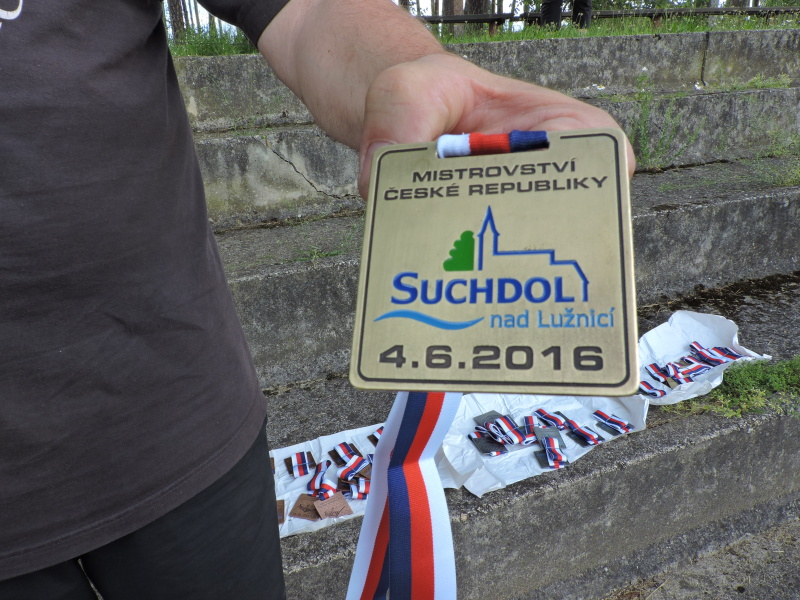 MISTROVSTVÍ
ČESKÉ REPUBLIKY
SUCHDOL
nad Lužnicí
4.6.2016